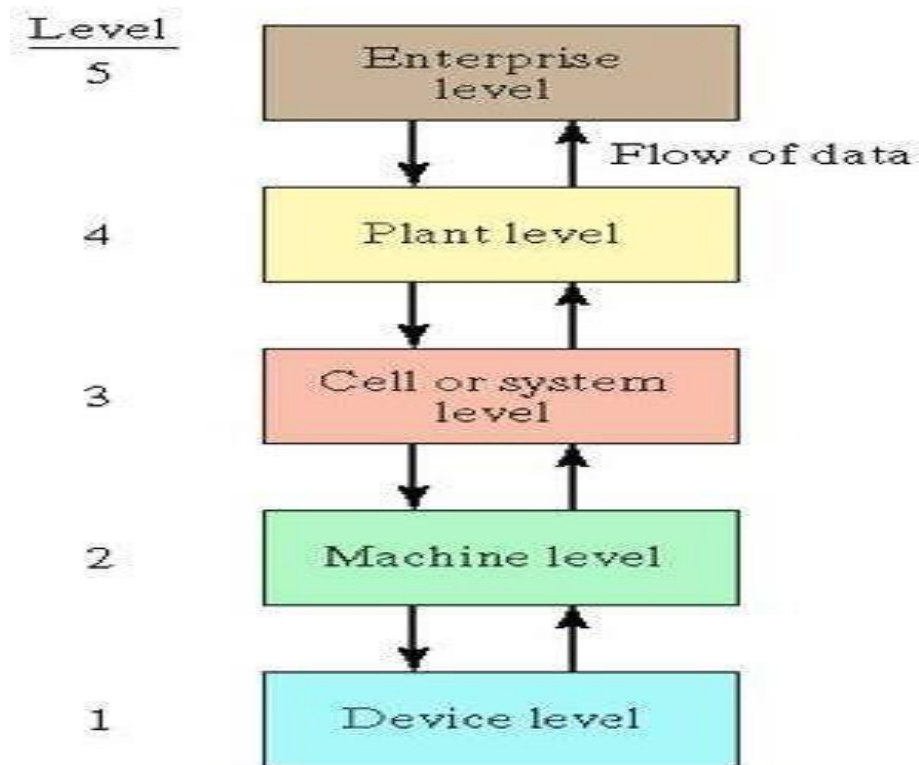 Level
5
Enterprise
level
Flow of data
4
Plant level
3
Cell or system
level
2
Machine level
1
Device level